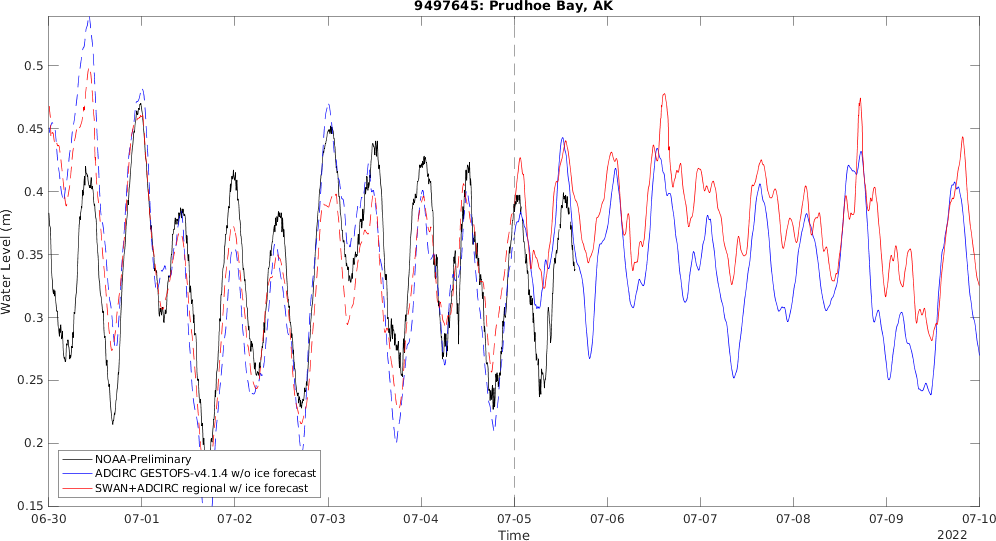 9497645: Prudhoe Bay, AK
0.5
0.45
0.4
0.35
0.3
0.25
0.2
0.15
Water Level (m)
NOAA-Preliminary
ADCIRC GESTOFS-v4.1.4 w/o ice forecast
SWAN+ADCIRC regional w/ ice forecast
06-30 07-01 07-02 07-03 07-04 07-05 07-06 07-07 07-08 07-09 07-10
Time
2022